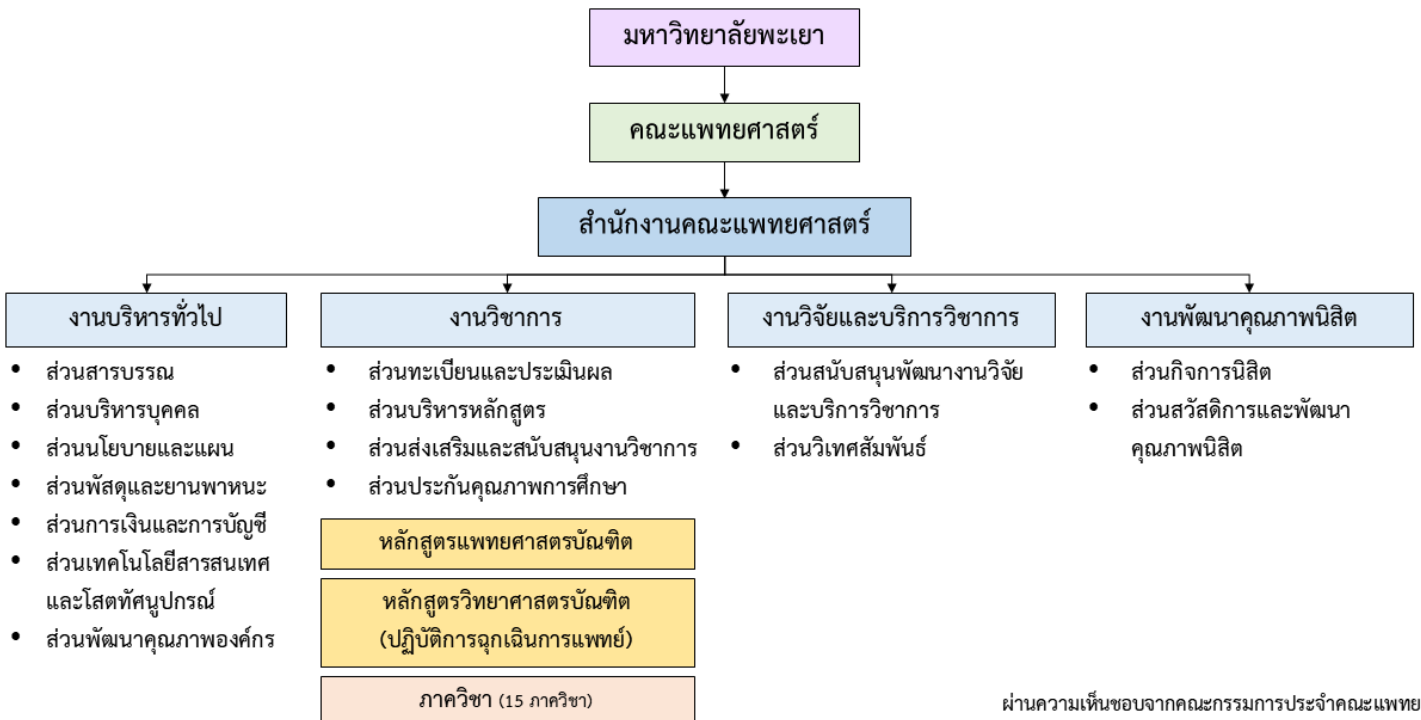 มหาวิทยาลัยพะเยา
คณะแพทยศาสตร์
สำนักงานคณะแพทยศาสตร์
งานบริหารทั่วไป
• ส่วนสารบรรณ
• ส่วนบริหารบุคคล
• ส่วนนโยบายและแผน
• ส่วนพัสดุและยานพาหนะ
• ส่วนการเงินและการบัญชี
• ส่วนเทคโนโลยีสารสนเทศ
และโสตทัศนูปกรณ์
• ส่วนพัฒนาคุณภาพองค์กร
งานวิชาการ
• ส่วนทะเบียนและประเมินผล
• ส่วนบริหารหลักสูตร
• ส่วนส่งเสริมและสนับสนุนงานวิชาการ
• ส่วนประกันคุณภาพการศึกษา
หลักสูตรแพทยศาสตรบัณฑิต
หลักสูตรวิทยาศาสตรบัณฑิต
(ปฏิบัติการฉุกเฉินการแพทย์)
ภาควิชา (15 ภาควิชา)
งานวิจัยและบริการวิชาการ
• ส่วนสนับสนุนพัฒนางานวิจัย
และบริการวิชาการ
• ส่วนวิเทศสัมพันธ์
งานพัฒนาคุณภาพนิสิต
• ส่วนกิจการนิสิต
• ส่วนสวัสดิการและพัฒนา
คุณภาพนิสิต
ผ่านความเห็นชอบจากคณะกรรมการประจำคณะแพทย